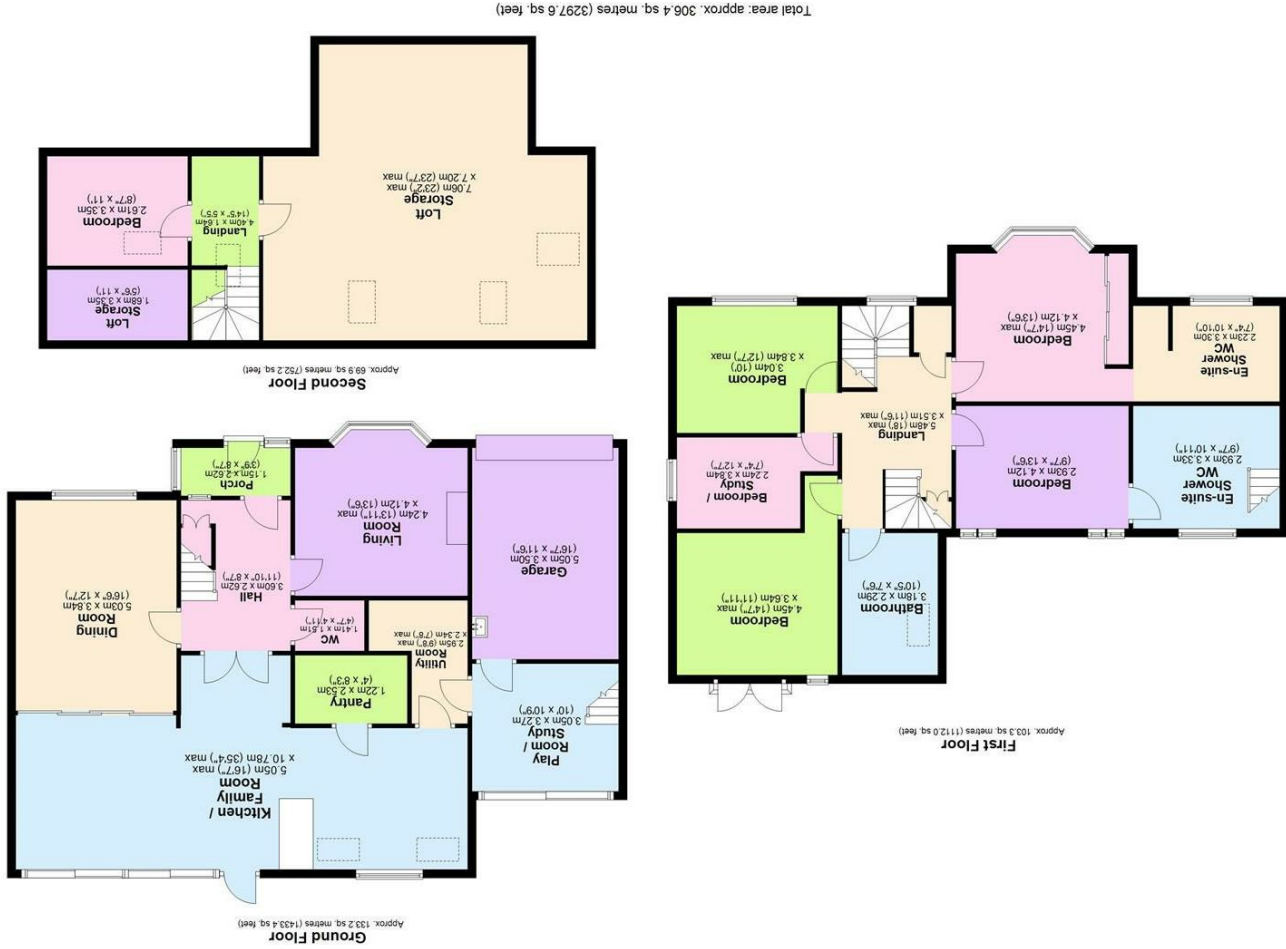 Ground Floor
Approx. 133.2 sq. metres (1433.4 sq. feet)
Kitchen /
Family
Room
5.05m (16'7") max
x 10.78m (35'4") max
Play /
Room /
Study
3.05m x 3.27m
(10' x 10'9")
Pantry
1.22m x 2.53m
(4' x 8'3")
Utility
Room
2.95m (9'8") max
x 2.34m (7'8") max
WC
1.41m x 1.51m
(4'7" x 4'11")
Garage
5.05m x 3.50m
(16'7" x 11'6")
Dining
Room
5.03m x 3.84m
(16'6" x 12'7")
Hall
3.60m x 2.62m
(11'10" x 8'7")
Living
Room
4.24m (13'11") max
x 4.12m (13'6")
Porch
1.15m x 2.62m
(3'9" x 8'7")
First Floor
Approx. 103.3 sq. metres (1112.0 sq. feet)
Bathroom
3.18m x 2.29m
(10'5" x 7'6")
Bedroom
4.45m (14'7") max
x 3.64m (11'11")
En-suite
Shower
WC
2.93m x 3.33m
(9'7" x 10'11")
Bedroom
2.93m x 4.12m
(9'7" x 13'6")
Bedroom /
Study
2.24m x 3.84m
(7'4" x 12'7")
Landing
5.48m (18') max
x 3.51m (11'6") max
En-suite
Shower
WC
2.23m x 3.30m
(7'4" x 10'10")
Bedroom
4.45m (14'7") max
x 4.12m (13'6")
Bedroom
3.04m (10')
x 3.84m (12'7") max
Second Floor
Approx. 69.9 sq. metres (752.2 sq. feet)
Loft
Storage
1.68m x 3.35m
(5'6" x 11')
Landing
4.40m x 1.64m
(14'5" x 5'5")
Bedroom
2.61m x 3.35m
(8'7" x 11')
Loft
Storage
7.06m (23'2") max
x 7.20m (23'7") max
Total area: approx. 306.4 sq. metres (3297.6 sq. feet)